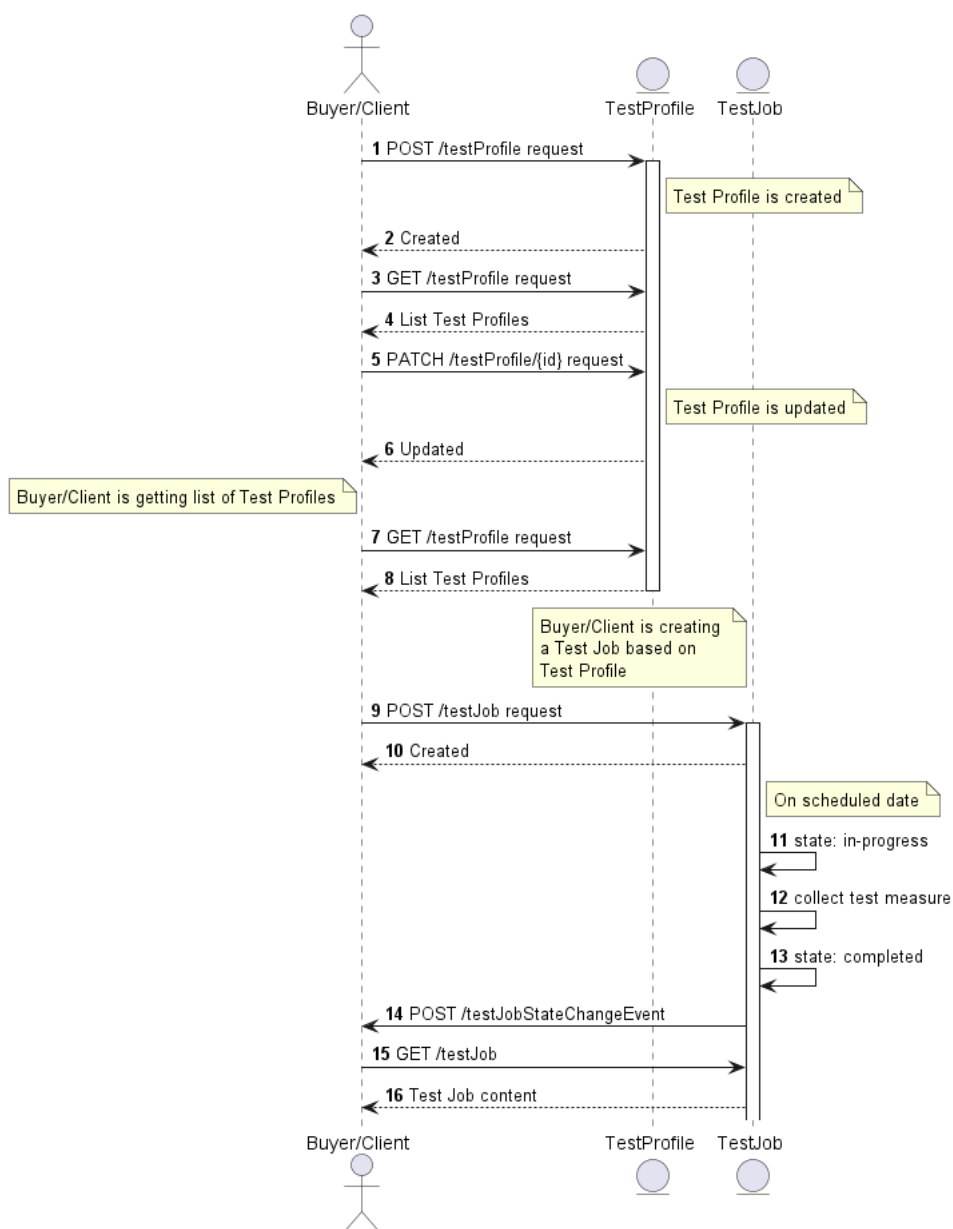 Buyer/Client
TestProfile
TestJob
1 POST /testProfile request
Test Profile is created
2 Created
3 GET /testProfile request
4 List Test Profiles
5 PATCH /testProfile/{id} request
Test Profile is updated
6 Updated
Buyer/Client is getting list of Test Profiles
7 GET /testProfile request
8 List Test Profiles
Buyer/Client is creating
a Test Job based on
Test Profile
9 POST /testJob request
10 Created
On scheduled date
11 state: in-progress
12 collect test measure
13 state: completed
14 POST /testJobStateChangeEvent
15 GET /testJob
16 Test Job content
Buyer/Client
TestProfile
TestJob